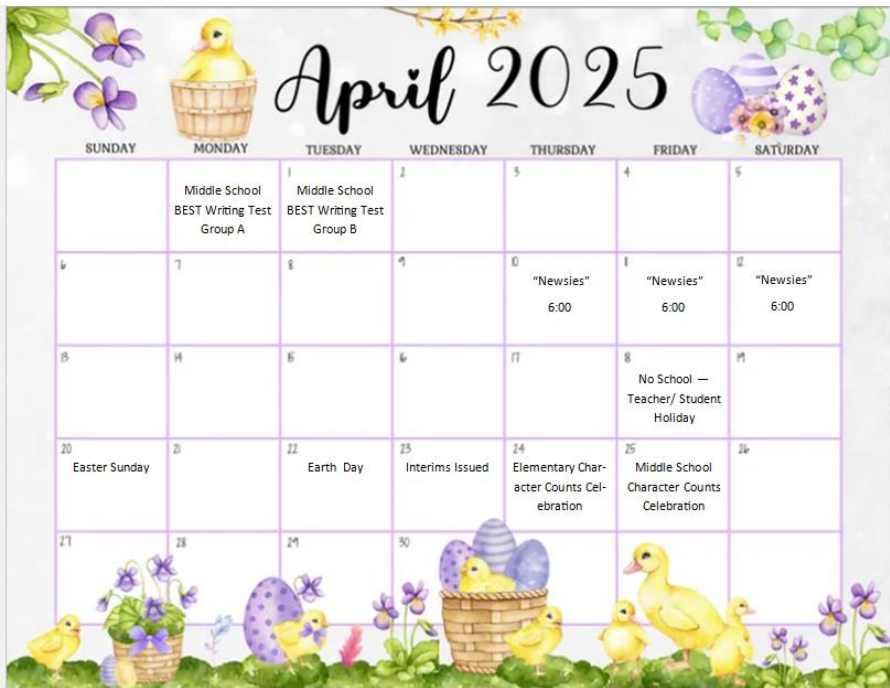 April 2025
SUNDAY MONDAY TUESDAY WEDNESDAY THURSDAY FRIDAY SATURDAY
1 2 3 4 5
Middle School
BEST Writing Test
Group A
Middle School
BEST Writing Test
Group B
6 7 8 9 10 11 12
"Newsies"
6:00
"Newsies"
6:00
"Newsies"
6:00
13 14 15 16 17 18 19
No School —
Teacher/ Student
Holiday
20 21 22 23 24 25 26
Easter Sunday
Earth Day
Interims Issued
Elementary Char-
acter Counts Cel-
ebration
Middle School
Character Counts
Celebration
27 28 29 30